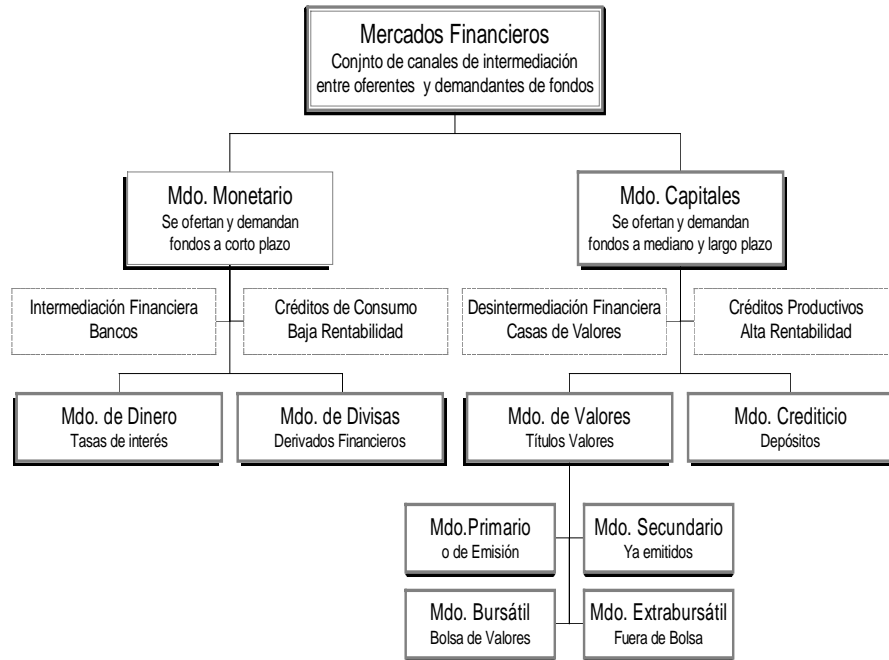 Mercados Financieros
Conjnto de canales de intermediación
entre oferentes y demandantes de fondos
Mdo. Monetario
Se ofertan y demandan
fondos a corto plazo
Mdo. Capitales
Se ofertan y demandan
fondos a mediano y largo plazo
Intermediación Financiera
Bancos
Créditos de Consumo
Baja Rentabilidad
Desintermediación Financiera
Casas de Valores
Créditos Productivos
Alta Rentabilidad
Mdo. de Dinero
Tasas de interés
Mdo. de Divisas
Derivados Financieros
Mdo. de Valores
Títulos Valores
Mdo. Crediticio
Depósitos
Mdo.Primario
o de Emisión
Mdo. Secundario
Ya emitidos
Mdo. Bursátil
Bolsa de Valores
Mdo. Extrabursátil
Fuera de Bolsa